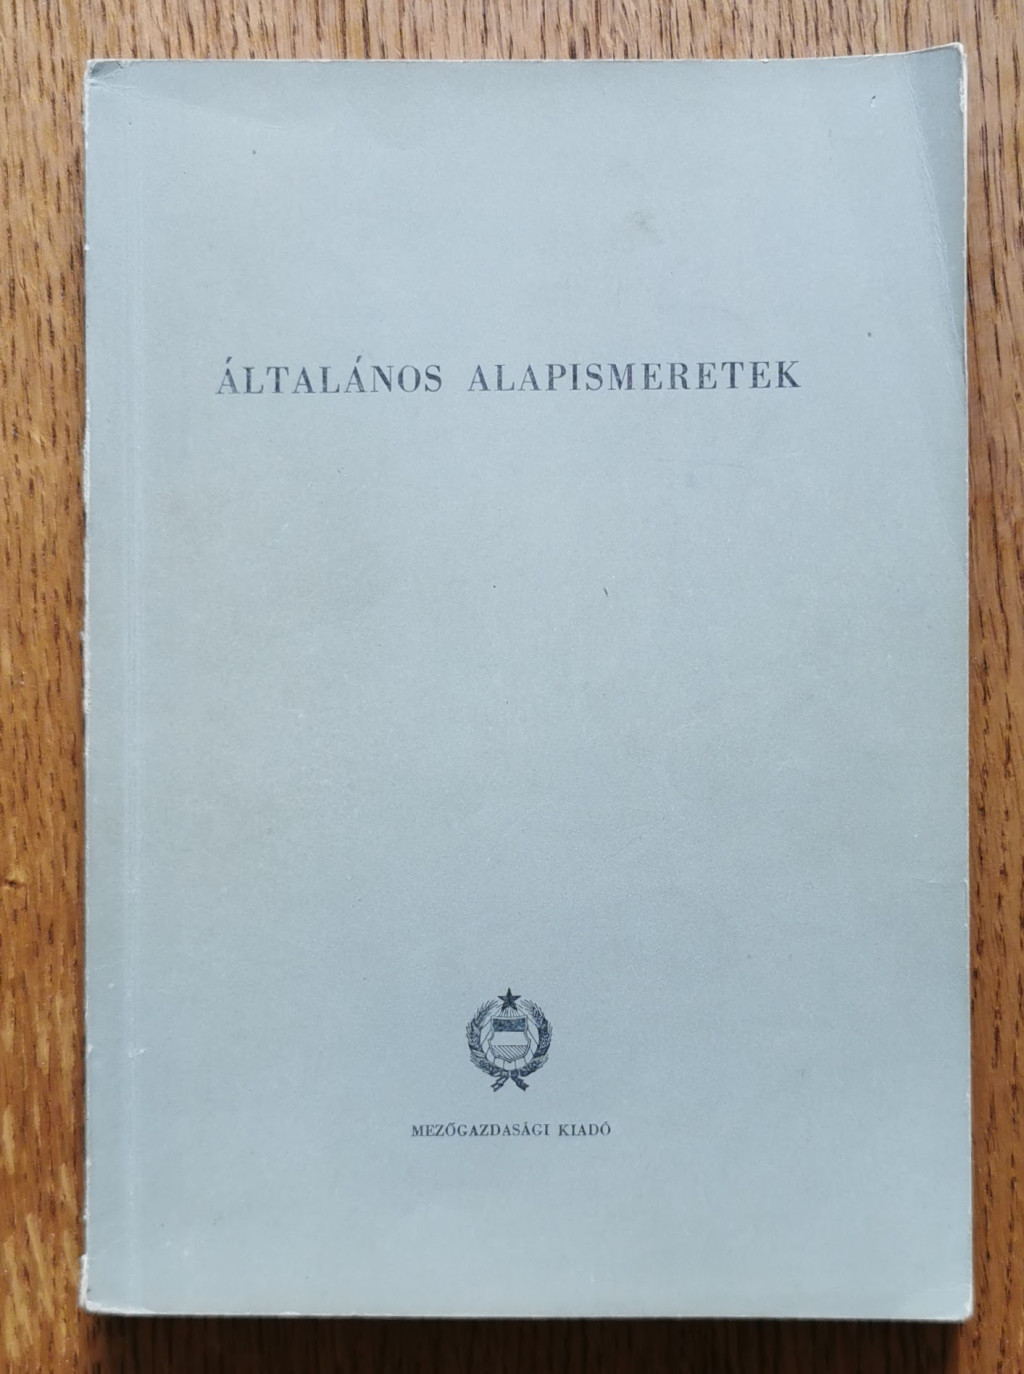 ÁLTALÁNOS ALAPISMERETEK
MEZŐGAZDASÁGI KIADÓ